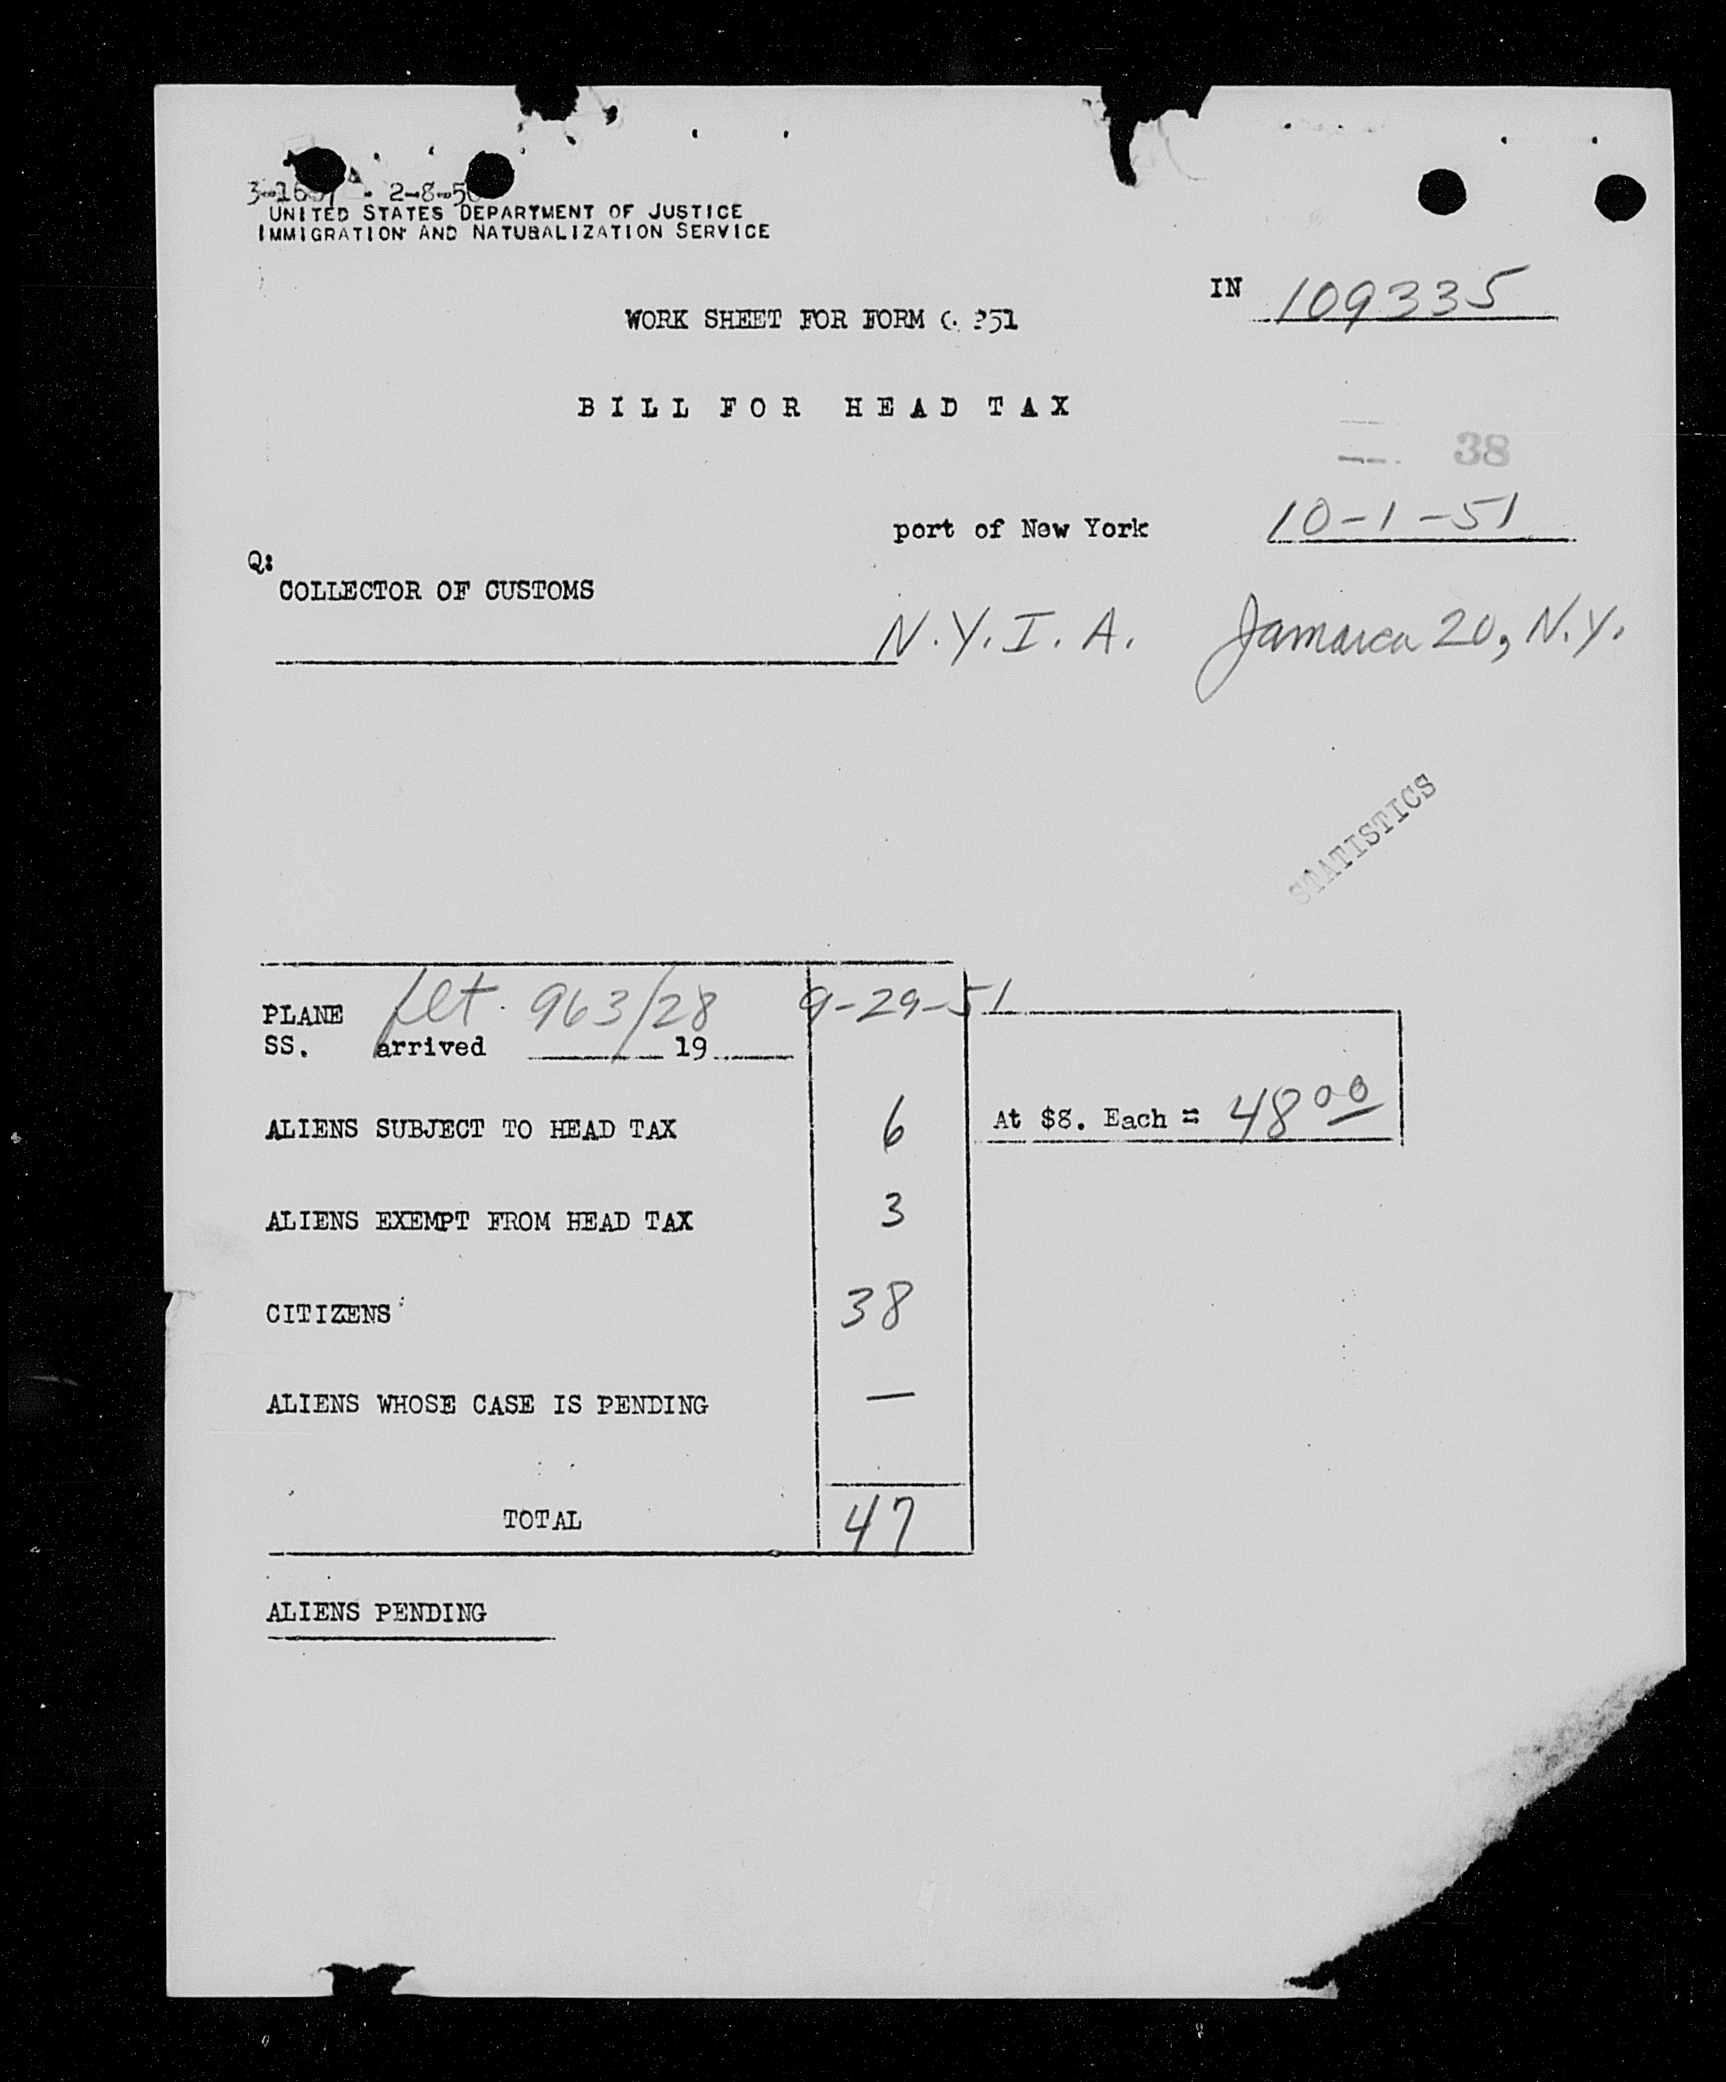 2-8-5
UNITED STATES DEPARTMENT OF JUSTICE
IMMIGRATION AND NATURALIZATION SERVICE
IN 109335
WORK SHEET FOR FORM 51
BILL FOR HEAD TAX
38
port of New York 10-1-51
Q:
COLLECTOR OF CUSTOMS
N.Y.I.A. Jamaica 20, N.Y.
STATISTICS
PLANE flt. 963/28 9-29-51
SS. arrived 19
ALIENS SUBJECT TO HEAD TAX 6 At $8. Each = 48 00
ALIENS EXEMPT FROM HEAD TAX 3
CITIZENS 38
ALIENS WHOSE CASE IS PENDING —
TOTAL 47
ALIENS PENDING